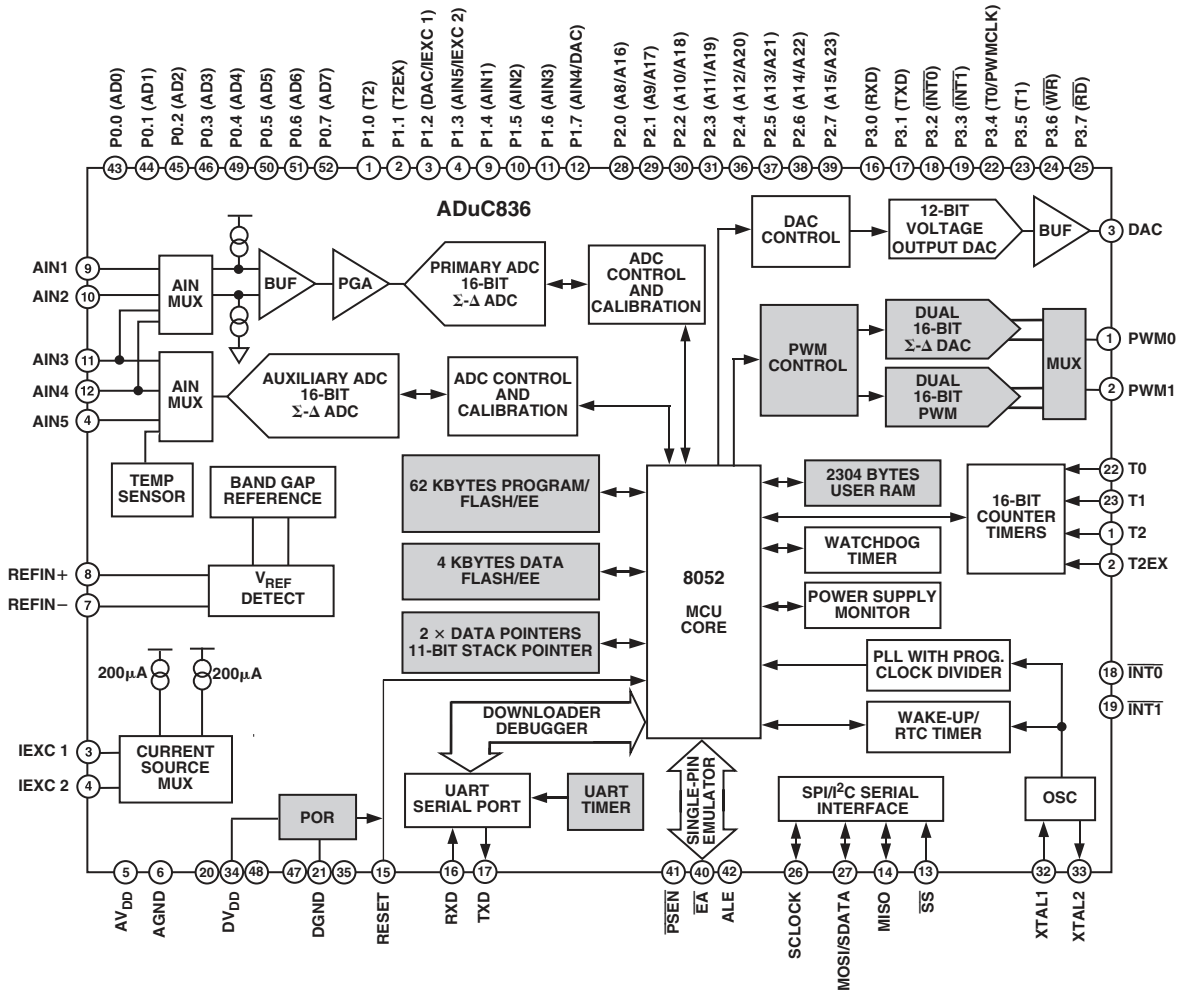 P0.0 (AD0)
P0.1 (AD1)
P0.2 (AD2)
P0.3 (AD3)
P0.4 (AD4)
P0.5 (AD5)
P0.6 (AD6)
P0.7 (AD7)
P1.0 (T2)
P1.1 (T2EX)
P1.2 (DAC/IEXC 1)
P1.3 (AIN5/IEXC 2)
P1.4 (AIN1)
P1.5 (AIN2)
P1.6 (AIN3)
P1.7 (AIN4/DAC)
P2.0 (A8/A16)
P2.1 (A9/A17)
P2.2 (A10/A18)
P2.3 (A11/A19)
P2.4 (A12/A20)
P2.5 (A13/A21)
P2.6 (A14/A22)
P2.7 (A15/A23)
P3.0 (RXD)
P3.1 (TXD)
P3.2 (I̅N̅T̅0̅)
P3.3 (I̅N̅T̅1̅)
P3.4 (T0/PWMCLK)
P3.5 (T1)
P3.6 (W̅R̅)
P3.7 (R̅D̅)
43 44 45 46 49 50 51 52 1 2 3 4 9 10 11 12 28 29 30 31 36 37 38 39 16 17 18 19 22 23 24 25
ADuC836
AIN1 9
AIN2 10
AIN3 11
AIN4 12
AIN5 4
AIN
MUX
BUF
PGA
PRIMARY ADC
16-BIT
Σ-Δ ADC
ADC
CONTROL
AND
CALIBRATION
DAC
CONTROL
12-BIT
VOLTAGE
OUTPUT DAC
BUF
3 DAC
AIN
MUX
AUXILIARY ADC
16-BIT
Σ-Δ ADC
ADC CONTROL
AND
CALIBRATION
PWM
CONTROL
DUAL
16-BIT
Σ-Δ DAC
DUAL
16-BIT
PWM
MUX
1 PWM0
2 PWM1
TEMP
SENSOR
BAND GAP
REFERENCE
VREF
DETECT
REFIN+ 8
REFIN− 7
62 KBYTES PROGRAM/
FLASH/EE
4 KBYTES DATA
FLASH/EE
2 × DATA POINTERS
11-BIT STACK POINTER
8052
MCU
CORE
2304 BYTES
USER RAM
WATCHDOG
TIMER
POWER SUPPLY
MONITOR
16-BIT
COUNTER
TIMERS
22 T0
23 T1
1 T2
2 T2EX
PLL WITH PROG.
CLOCK DIVIDER
WAKE-UP/
RTC TIMER
18 I̅N̅T̅0̅
19 I̅N̅T̅1̅
200µA
200µA
IEXC 1 3
IEXC 2 4
CURRENT
SOURCE
MUX
DOWNLOADER
DEBUGGER
POR
UART
SERIAL PORT
UART
TIMER
SINGLE-PIN
EMULATOR
SPI/I²C SERIAL
INTERFACE
OSC
5 6 20 34 48 47 21 35 15 16 17 41 40 42 26 27 14 13 32 33
AVDD
AGND
DVDD
DGND
RESET
RXD
TXD
P̅S̅E̅N̅
E̅A̅
ALE
SCLOCK
MOSI/SDATA
MISO
S̅S̅
XTAL1
XTAL2